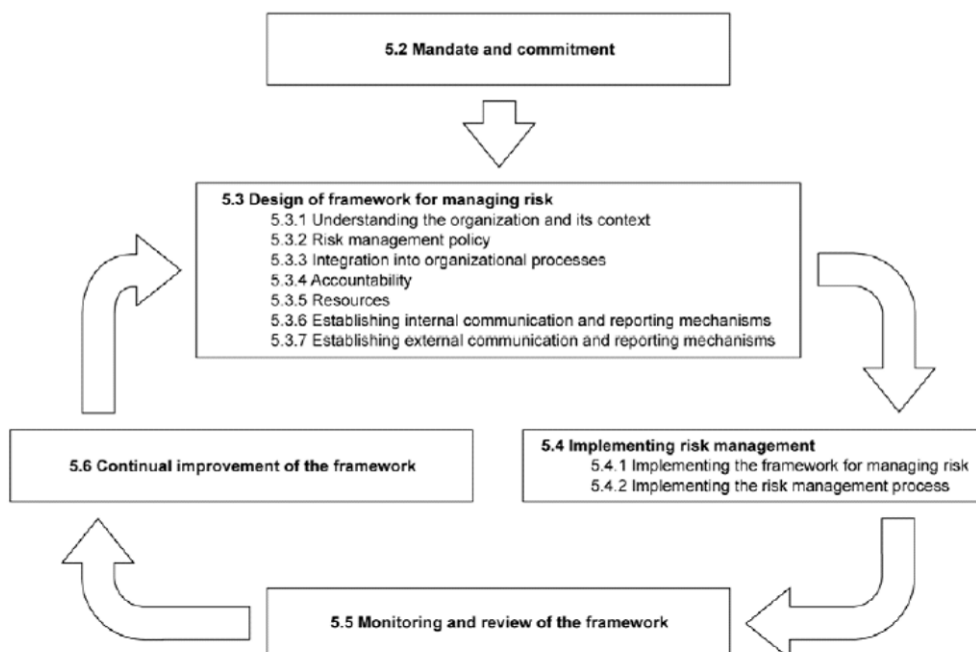 5.2 Mandate and commitment
5.3 Design of framework for managing risk
5.3.1 Understanding the organization and its context
5.3.2 Risk management policy
5.3.3 Integration into organizational processes
5.3.4 Accountability
5.3.5 Resources
5.3.6 Establishing internal communication and reporting mechanisms
5.3.7 Establishing external communication and reporting mechanisms
5.6 Continual improvement of the framework
5.4 Implementing risk management
5.4.1 Implementing the framework for managing risk
5.4.2 Implementing the risk management process
5.5 Monitoring and review of the framework